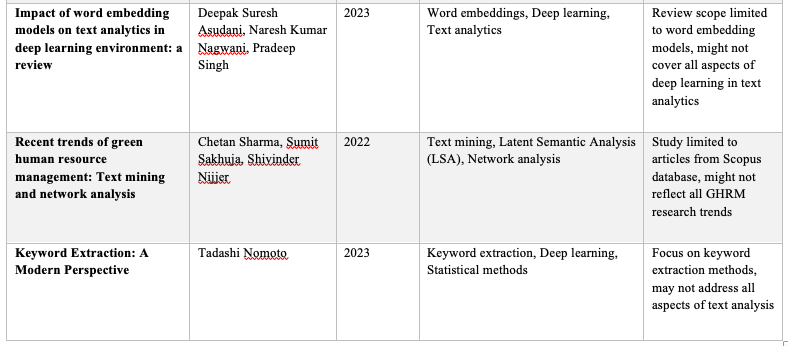 Impact of word embedding
models on text analytics in
deep learning environment: a
review
Deepak Suresh
Asudani, Naresh Kumar
Nagwani, Pradeep
Singh
2023
Word embeddings, Deep learning,
Text analytics
Review scope limited
to word embedding
models, might not
cover all aspects of
deep learning in text
analytics
Recent trends of green
human resource
management: Text mining
and network analysis
Chetan Sharma, Sumit
Sakhuja, Shivinder
Nijjer
2022
Text mining, Latent Semantic Analysis
(LSA), Network analysis
Study limited to
articles from Scopus
database, might not
reflect all GHRM
research trends
Keyword Extraction: A
Modern Perspective
Tadashi Nomoto
2023
Keyword extraction, Deep learning,
Statistical methods
Focus on keyword
extraction methods,
may not address all
aspects of text analysis